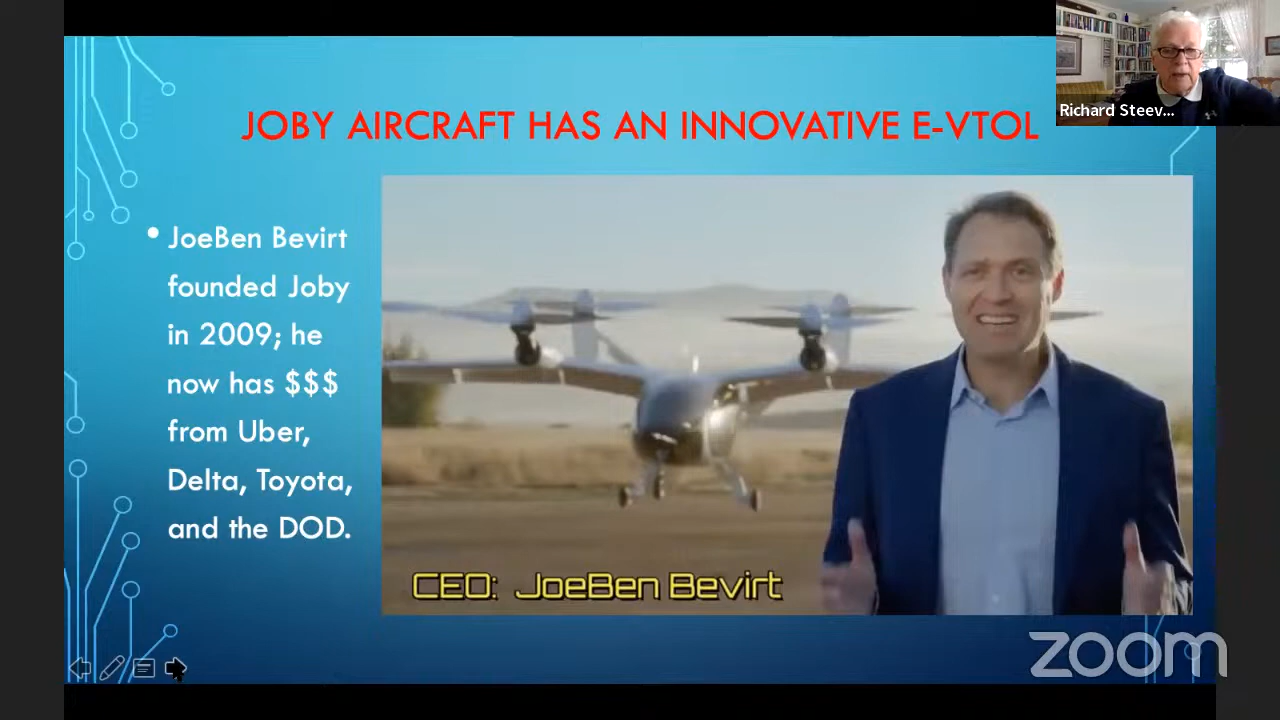 JOBY AIRCRAFT HAS AN INNOVATIVE E-VTOL
Richard Steev...
• JoeBen Bevirt
founded Joby
in 2009; he
now has $$$
from Uber,
Delta, Toyota,
and the DOD.
CEO: JoeBen Bevirt
zoom